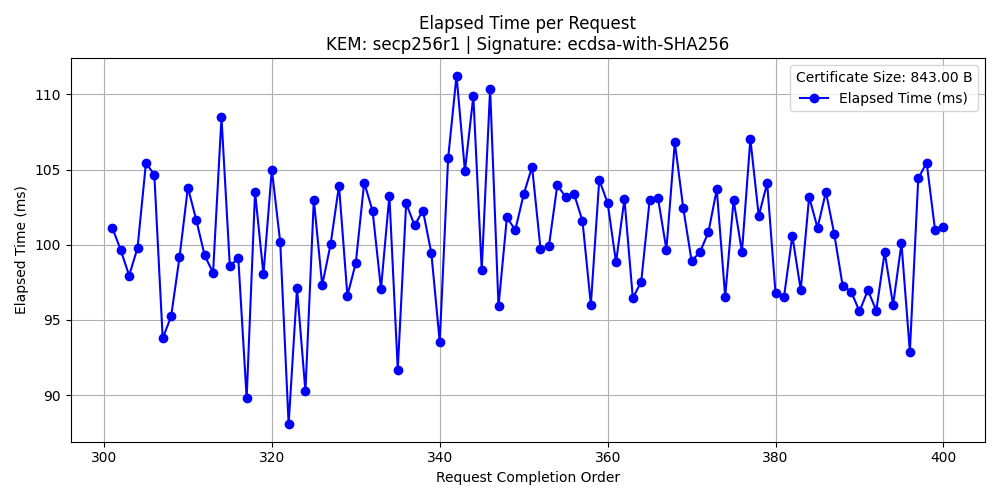 Elapsed Time per Request
KEM: secp256r1 | Signature: ecdsa-with-SHA256
Certificate Size: 843.00 B
Elapsed Time (ms)
Elapsed Time (ms)
110
105
100
95
90
300 320 340 360 380 400
Request Completion Order